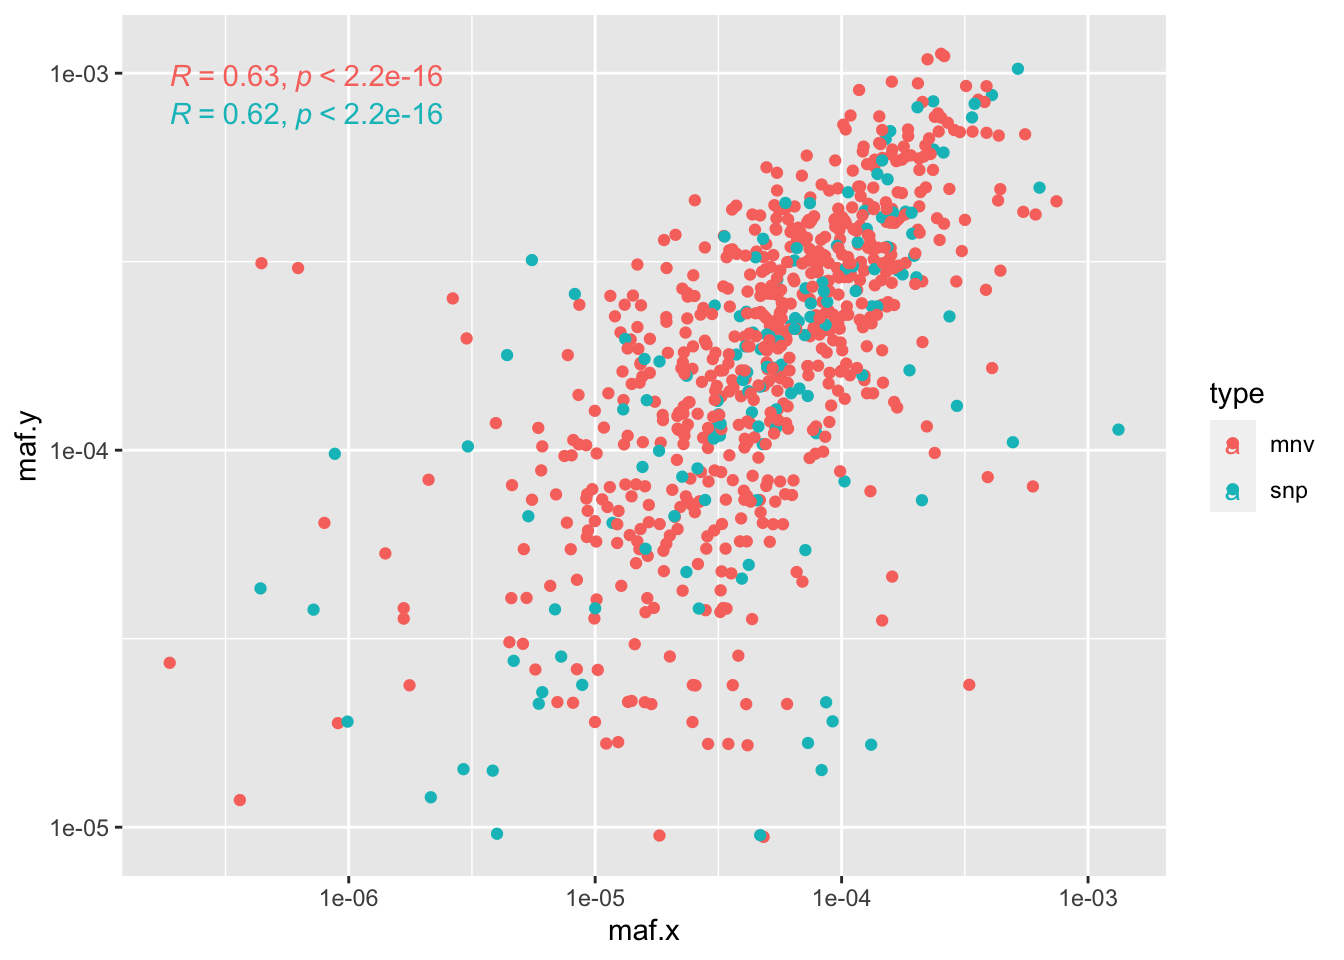 R = 0.63, p < 2.2e-16
R = 0.62, p < 2.2e-16
1e-03
1e-04
1e-05
maf.y
1e-06
1e-05
1e-04
1e-03
maf.x
type
a mnv
a snp